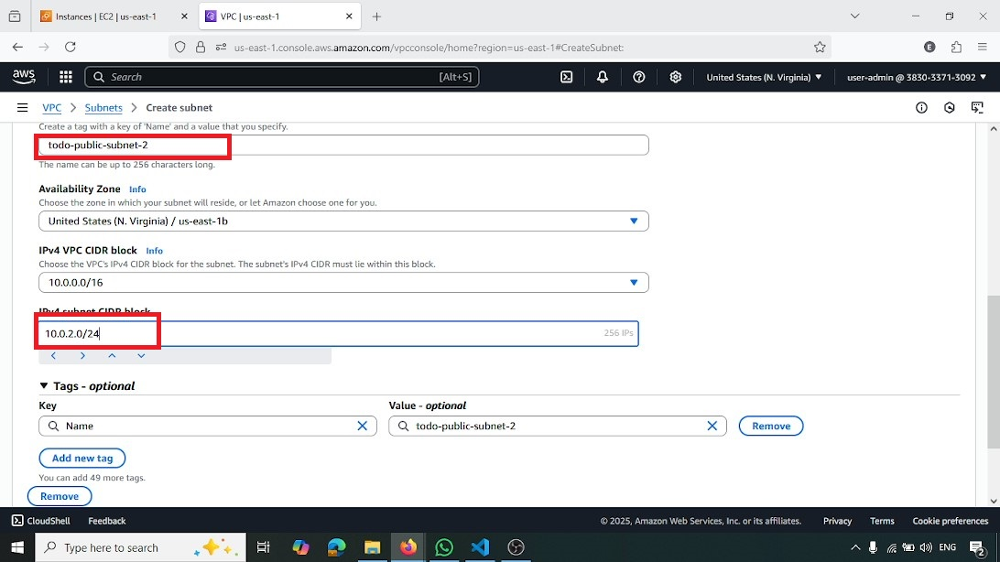 Instances | EC2 | us-east-1
VPC | us-east-1
us-east-1.console.aws.amazon.com/vpcconsole/home?region=us-east-1#CreateSubnet:
aws
Search
[Alt+S]
United States (N. Virginia)
user-admin @ 3830-3371-3092
VPC
Subnets
Create subnet
Create a tag with a key of 'Name' and a value that you specify.
todo-public-subnet-2
The name can be up to 256 characters long.
Availability Zone Info
Choose the zone in which your subnet will reside, or let Amazon choose one for you.
United States (N. Virginia) / us-east-1b
IPv4 VPC CIDR block Info
Choose the VPC's IPv4 CIDR block for the subnet. The subnet's IPv4 CIDR must lie within this block.
10.0.0.0/16
IPv4 subnet CIDR block
10.0.2.0/24
256 IPs
Tags - optional
Key
Value - optional
Name
todo-public-subnet-2
Remove
Add new tag
You can add 49 more tags.
Remove
CloudShell
Feedback
© 2025, Amazon Web Services, Inc. or its affiliates.
Privacy
Terms
Cookie preferences
Type here to search
ENG
2